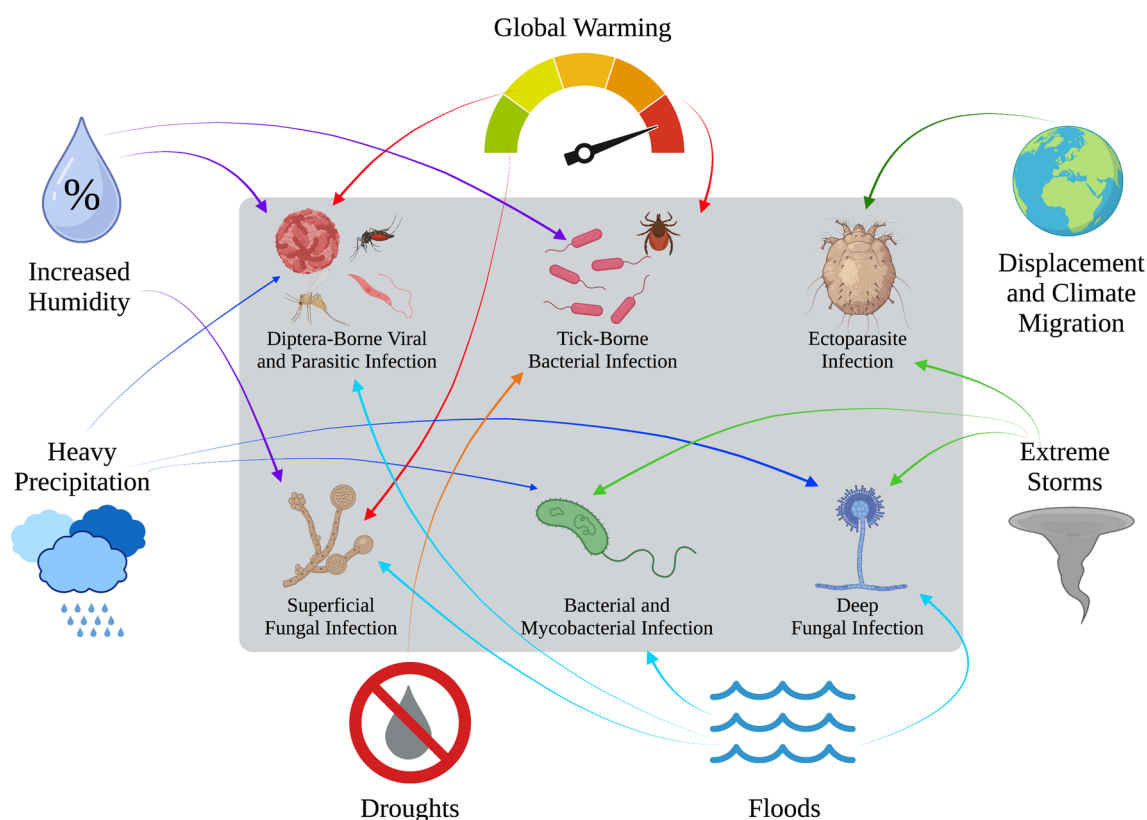 Global Warming
%
Increased
Humidity
Displacement
and Climate
Migration
Diptera-Borne Viral
and Parasitic Infection
Tick-Borne
Bacterial Infection
Ectoparasite
Infection
Heavy
Precipitation
Extreme
Storms
Superficial
Fungal Infection
Bacterial and
Mycobacterial Infection
Deep
Fungal Infection
Droughts
Floods